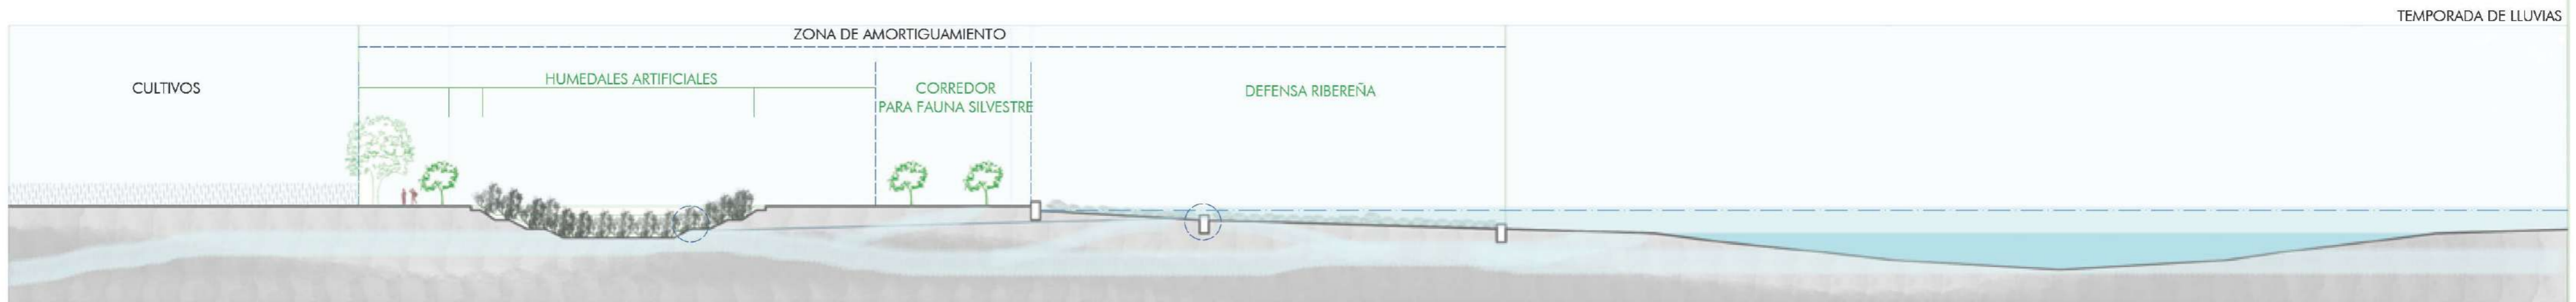 TEMPORADA DE LLUVIAS
ZONA DE AMORTIGUAMIENTO
CULTIVOS
HUMEDALES ARTIFICIALES
CORREDOR
PARA FAUNA SILVESTRE
DEFENSA RIBEREÑA